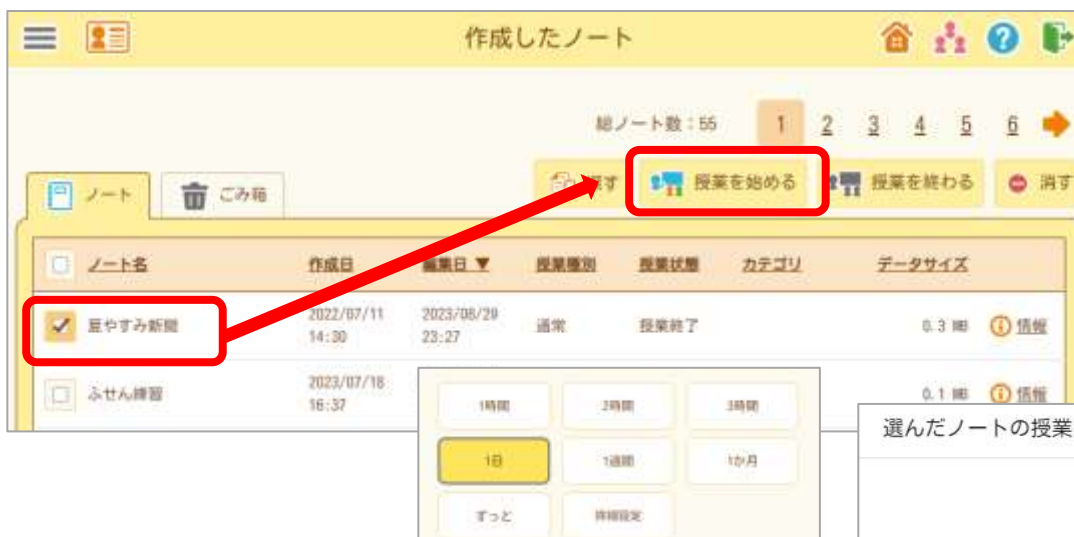 作成したノート
総ノート数：55 1 2 3 4 5 6
ノート ごみ箱 授業を始める 授業を終わる 消す
ノート名 作成日 編集日▼ 授業種別 授業状態 カテゴリ データサイズ
夏やすみ新聞 2022/07/11 14:30 2023/08/29 23:27 通常 授業終了 0.3 MB 情報
ふせん練習 2023/07/18 16:37 0.1 MB 情報
1時間 2時間 3時間
1日 1週間 1か月
ずっと 詳細設定
選んだノートの授業